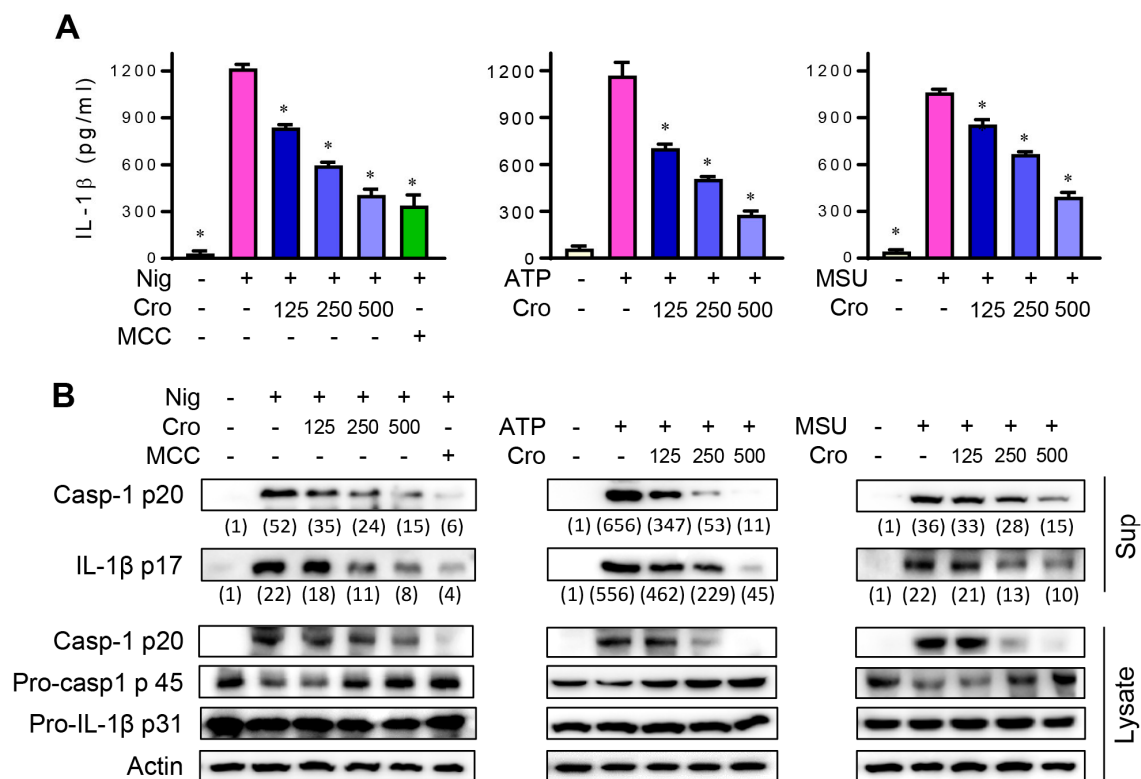 A
IL-1β (pg/ml)
1200 1200 1200
900 900 900
600 600 600
300 300 300
0 0 0
Nig - + + + + + ATP - + + + + MSU - + + + +
Cro - - 125 250 500 - Cro - - 125 250 500 Cro - - 125 250 500
MCC - - - - - +
* * * * *
* * *
* * * *
B
Nig - + + + + +
Cro - - 125 250 500 - ATP - + + + + MSU - + + + +
MCC - - - - - + Cro - - 125 250 500 Cro - - 125 250 500
Casp-1 p20
(1) (52) (35) (24) (15) (6) (1) (656) (347) (53) (11) (1) (36) (33) (28) (15)
IL-1β p17
(1) (22) (18) (11) (8) (4) (1) (556) (462) (229) (45) (1) (22) (21) (13) (10)
Sup
Casp-1 p20
Pro-casp1 p 45
Pro-IL-1β p31
Actin
Lysate